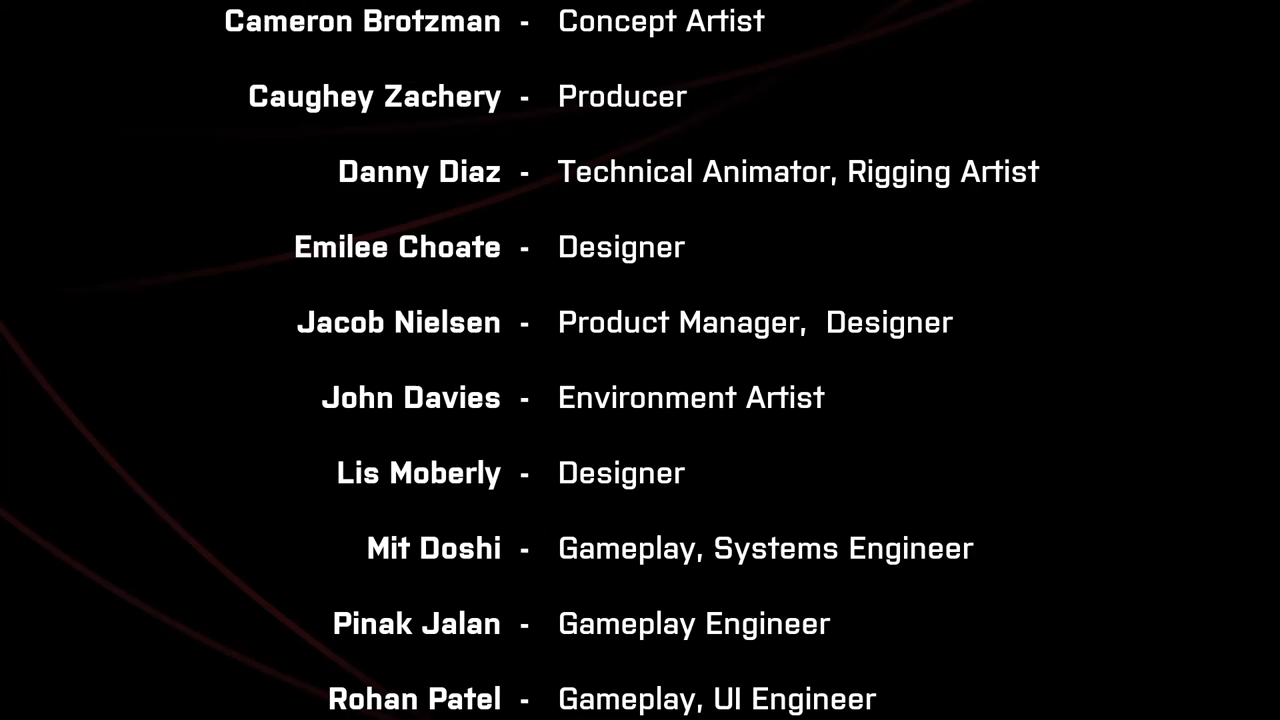 Cameron Brotzman - Concept Artist
Caughey Zachery - Producer
Danny Diaz - Technical Animator, Rigging Artist
Emilee Choate - Designer
Jacob Nielsen - Product Manager,  Designer
John Davies - Environment Artist
Lis Moberly - Designer
Mit Doshi - Gameplay, Systems Engineer
Pinak Jalan - Gameplay Engineer
Rohan Patel - Gameplay, UI Engineer